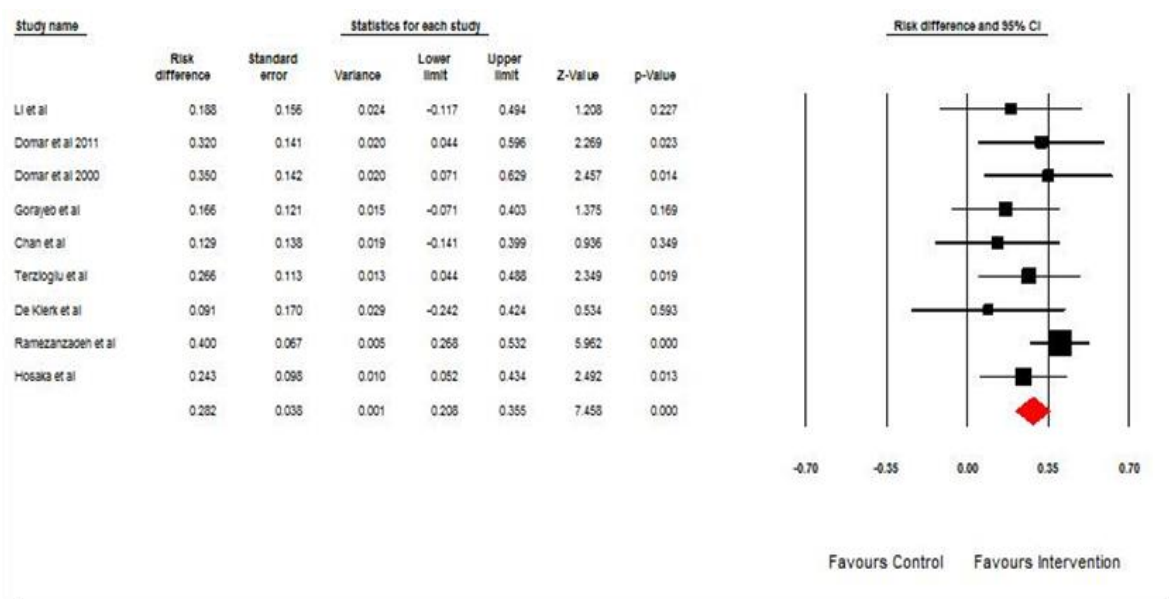 Study name Statistics for each study Risk difference and 95% CI
Risk difference Standard error Variance Lower limit Upper limit Z-Value p-Value
Li et al 0.188 0.156 0.024 -0.117 0.494 1.208 0.227
Domar et al 2011 0.320 0.141 0.020 0.044 0.596 2.269 0.023
Domar et al 2000 0.350 0.142 0.020 0.071 0.629 2.457 0.014
Gorayeb et al 0.166 0.121 0.015 -0.071 0.403 1.375 0.169
Chan et al 0.129 0.138 0.019 -0.141 0.399 0.936 0.349
Terzioglu et al 0.266 0.113 0.013 0.044 0.488 2.349 0.019
De Klerk et al 0.091 0.170 0.029 -0.242 0.424 0.534 0.593
Ramezanzadeh et al 0.400 0.067 0.005 0.268 0.532 5.962 0.000
Hosaka et al 0.243 0.098 0.010 0.052 0.434 2.492 0.013
0.282 0.038 0.001 0.208 0.355 7.458 0.000
-0.70 -0.35 0.00 0.35 0.70
Favours Control Favours Intervention